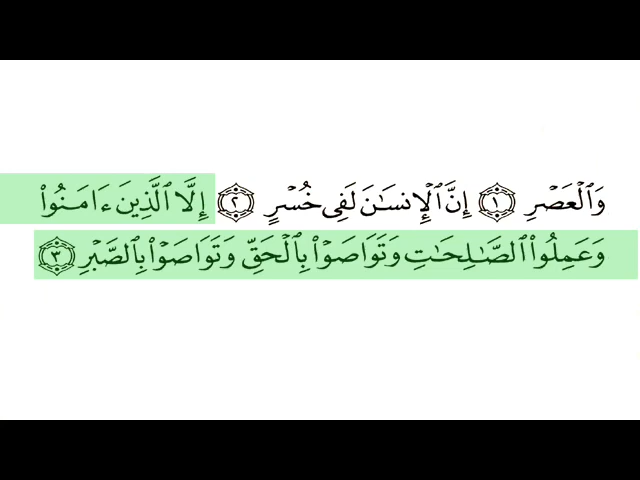 وَٱلۡعَصۡرِ ١ إِنَّ ٱلۡإِنسَٰنَ لَفِى خُسۡرٍ ٢ إِلَّا ٱلَّذِينَ ءَامَنُوا۟
وَعَمِلُوا۟ ٱلصَّٰلِحَٰتِ وَتَوَاصَوۡا۟ بِٱلۡحَقِّ وَتَوَاصَوۡا۟ بِٱلصَّبۡرِ ٣